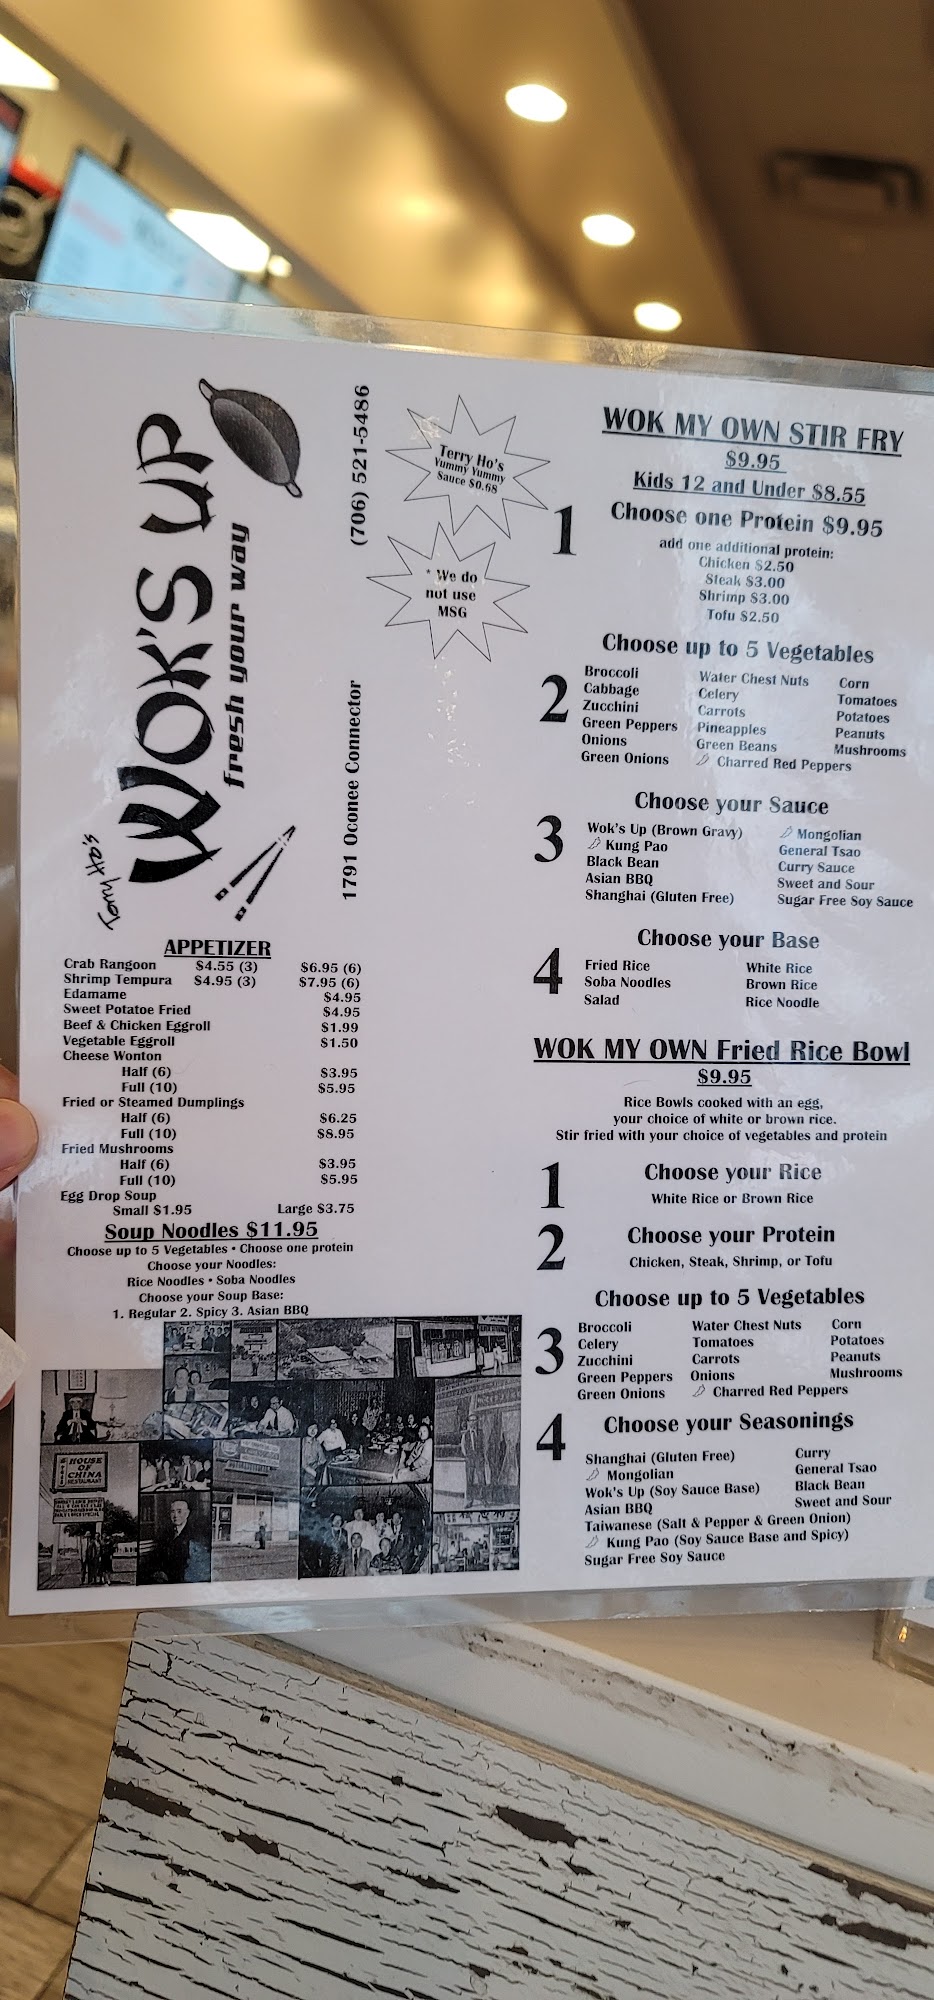 Tomy Ho's
WOK'S UP
fresh your way
(706) 521-5486
1791 Oconee Connector
Terry Ho's
Yummy Yummy
Sauce $0.68
* We do
not use
MSG
APPETIZER
Crab Rangoon $4.55 (3) $6.95 (6)
Shrimp Tempura $4.95 (3) $7.95 (6)
Edamame $4.95
Sweet Potatoe Fried $4.95
Beef & Chicken Eggroll $1.99
Vegetable Eggroll $1.50
Cheese Wonton
Half (6) $3.95
Full (10) $5.95
Fried or Steamed Dumplings
Half (6) $6.25
Full (10) $8.95
Fried Mushrooms
Half (6) $3.95
Full (10) $5.95
Egg Drop Soup
Small $1.95 Large $3.75
Soup Noodles $11.95
Choose up to 5 Vegetables • Choose one protein
Choose your Noodles:
Rice Noodles • Soba Noodles
Choose your Soup Base:
1. Regular 2. Spicy 3. Asian BBQ
HOUSE
OF
CHINA
RESTAURANT
WOK MY OWN STIR FRY
$9.95
Kids 12 and Under $8.55
1 Choose one Protein $9.95
add one additional protein:
Chicken $2.50
Steak $3.00
Shrimp $3.00
Tofu $2.50
2 Choose up to 5 Vegetables
Broccoli Water Chest Nuts Corn
Cabbage Celery Tomatoes
Zucchini Carrots Potatoes
Green Peppers Pineapples Peanuts
Onions Green Beans Mushrooms
Green Onions Charred Red Peppers
3 Choose your Sauce
Wok's Up (Brown Gravy) Mongolian
Kung Pao General Tsao
Black Bean Curry Sauce
Asian BBQ Sweet and Sour
Shanghai (Gluten Free) Sugar Free Soy Sauce
4 Choose your Base
Fried Rice White Rice
Soba Noodles Brown Rice
Salad Rice Noodle
WOK MY OWN Fried Rice Bowl
$9.95
Rice Bowls cooked with an egg,
your choice of white or brown rice.
Stir fried with your choice of vegetables and protein
1 Choose your Rice
White Rice or Brown Rice
2 Choose your Protein
Chicken, Steak, Shrimp, or Tofu
3 Choose up to 5 Vegetables
Broccoli Water Chest Nuts Corn
Celery Tomatoes Potatoes
Zucchini Carrots Peanuts
Green Peppers Onions Mushrooms
Green Onions Charred Red Peppers
4 Choose your Seasonings
Shanghai (Gluten Free) Curry
Mongolian General Tsao
Wok's Up (Soy Sauce Base) Black Bean
Asian BBQ Sweet and Sour
Taiwanese (Salt & Pepper & Green Onion)
Kung Pao (Soy Sauce Base and Spicy)
Sugar Free Soy Sauce